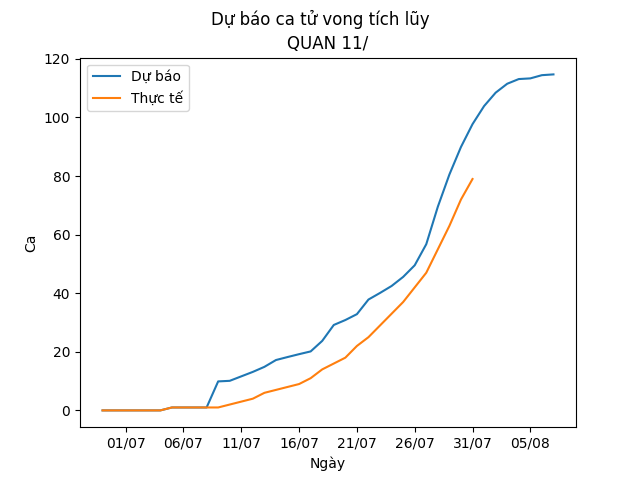 Dự báo ca tử vong tích lũy
QUAN 11/
Dự báo
Thực tế
120
100
80
60
40
20
0
Ca
01/07 06/07 11/07 16/07 21/07 26/07 31/07 05/08
Ngày